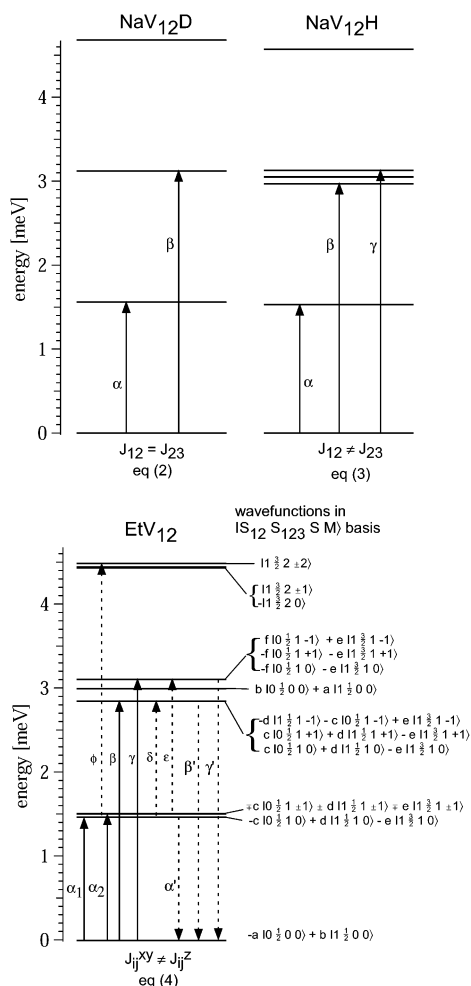 NaV12D NaV12H
energy [meV]
4
3
2
1
0
α
β
α
β
γ
J12 = J23
eq (2)
J12 ≠ J23
eq (3)
wavefunctions in
|S12 S123 S M⟩ basis
EtV12
energy [meV]
4
3
2
1
0
|1 3/2 2 ±2⟩
|1 3/2 2 ±1⟩
-|1 3/2 2 0⟩
f |0 1/2 1 -1⟩ + e |1 3/2 1 -1⟩
-f |0 1/2 1 +1⟩ - e |1 3/2 1 +1⟩
-f |0 1/2 1 0⟩ - e |1 3/2 1 0⟩
b |0 1/2 0 0⟩ + a |1 1/2 0 0⟩
-d |1 1/2 1 -1⟩ - c |0 1/2 1 -1⟩ + e |1 3/2 1 -1⟩
c |0 1/2 1 +1⟩ + d |1 1/2 1 +1⟩ - e |1 3/2 1 +1⟩
c |0 1/2 1 0⟩ + d |1 1/2 1 0⟩ - e |1 3/2 1 0⟩
∓c |0 1/2 1 ±1⟩ ± d |1 1/2 1 ±1⟩ ∓ e |1 3/2 1 ±1⟩
-c |0 1/2 1 0⟩ + d |1 1/2 1 0⟩ - e |1 3/2 1 0⟩
-a |0 1/2 0 0⟩ + b |1 1/2 0 0⟩
ϕ β γ δ ε β' γ'
α1 α2 α'
Jij^xy ≠ Jij^z
eq (4)